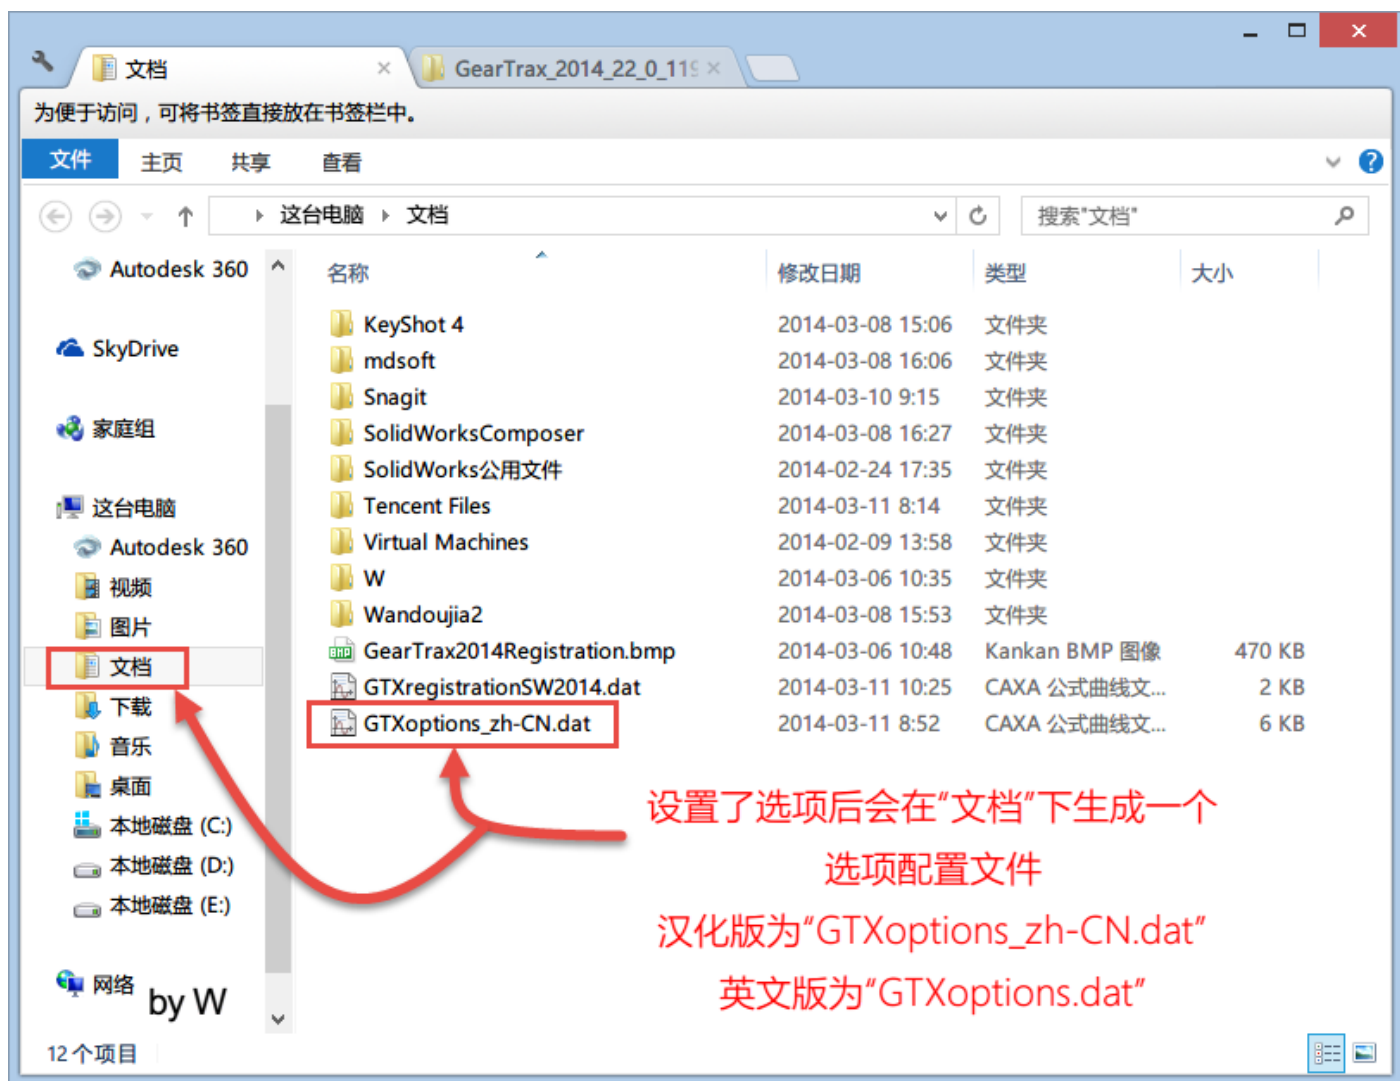 文档
GearTrax_2014_22_0_119
为便于访问，可将书签直接放在书签栏中。
文件 主页 共享 查看
这台电脑 文档 搜索"文档"
名称 修改日期 类型 大小
Autodesk 360
SkyDrive
家庭组
这台电脑
Autodesk 360
视频
图片
文档
下载
音乐
桌面
本地磁盘 (C:)
本地磁盘 (D:)
本地磁盘 (E:)
网络
KeyShot 4 2014-03-08 15:06 文件夹
mdsoft 2014-03-08 16:06 文件夹
Snagit 2014-03-10 9:15 文件夹
SolidWorksComposer 2014-03-08 16:27 文件夹
SolidWorks公用文件 2014-02-24 17:35 文件夹
Tencent Files 2014-03-11 8:14 文件夹
Virtual Machines 2014-02-09 13:58 文件夹
W 2014-03-06 10:35 文件夹
Wandoujia2 2014-03-08 15:53 文件夹
GearTrax2014Registration.bmp 2014-03-06 10:48 Kankan BMP 图像 470 KB
GTXregistrationSW2014.dat 2014-03-11 10:25 CAXA 公式曲线文... 2 KB
GTXoptions_zh-CN.dat 2014-03-11 8:52 CAXA 公式曲线文... 6 KB
设置了选项后会在“文档”下生成一个
选项配置文件
汉化版为“GTXoptions_zh-CN.dat”
英文版为“GTXoptions.dat”
by W
12 个项目